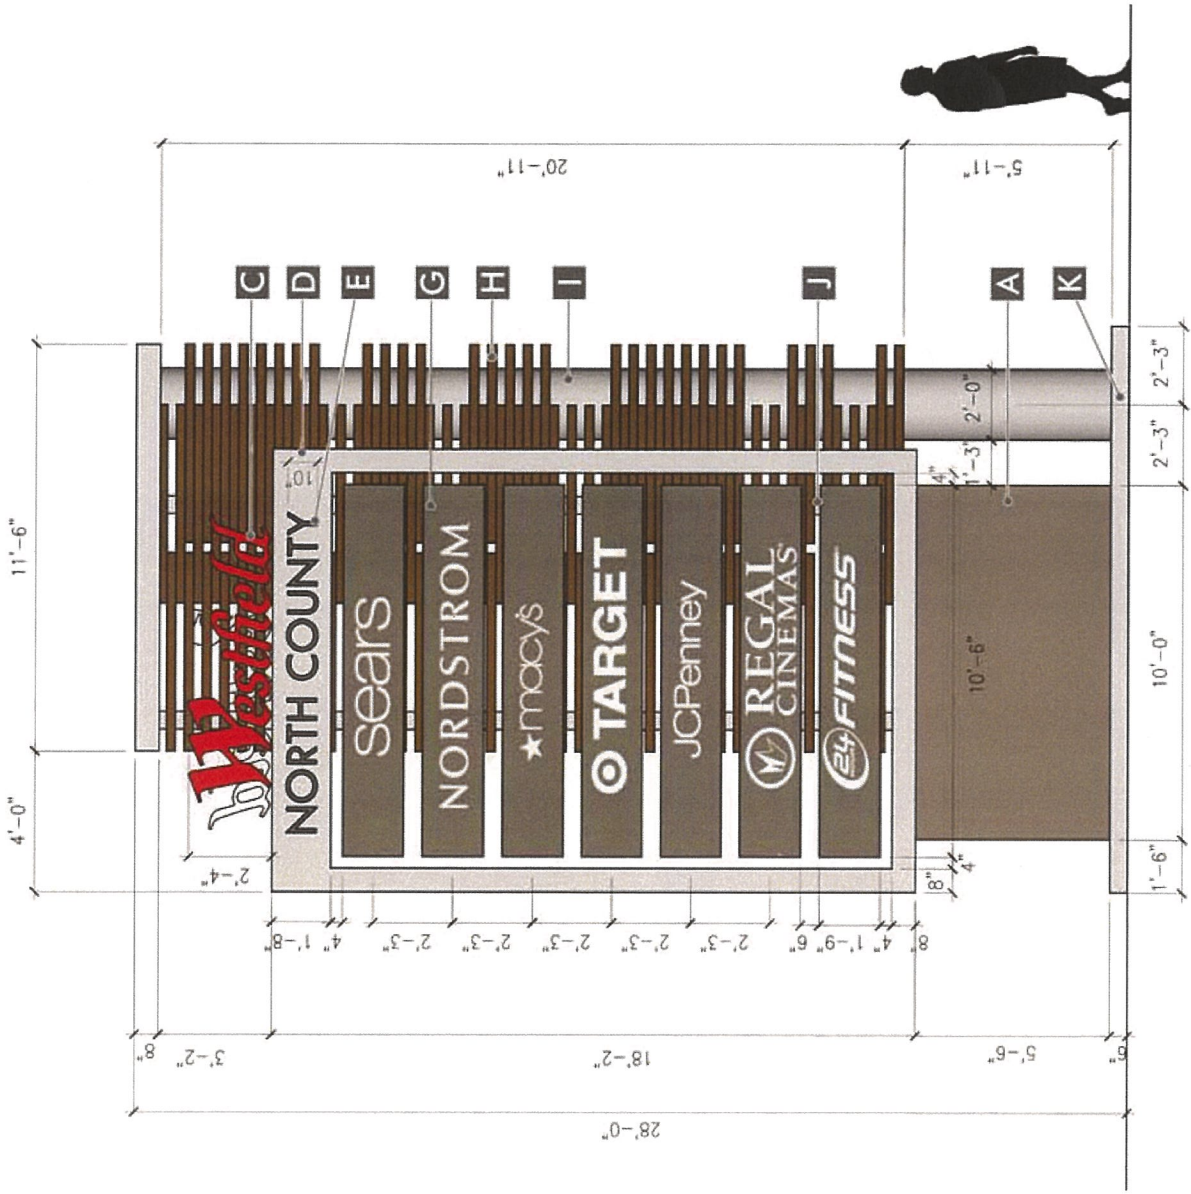 11'-6"
4'-0"
Westfield
NORTH COUNTY
sears
NORDSTROM
macy's
TARGET
JCPenney
REGAL
CINEMAS
24 FITNESS
C
D
E
G
H
I
J
A
K
10"
20'-11"
5'-11"
2'-4"
1'-8"
4"
2'-3"
2'-3"
2'-3"
2'-3"
2'-3"
6"
1'-9"
4"
8"
8"
3'-2"
18'-2"
5'-6"
6"
28'-0"
8"
4"
10'-6"
4"
1'-3"
2'-0"
1'-6"
10'-0"
2'-3"
2'-3"